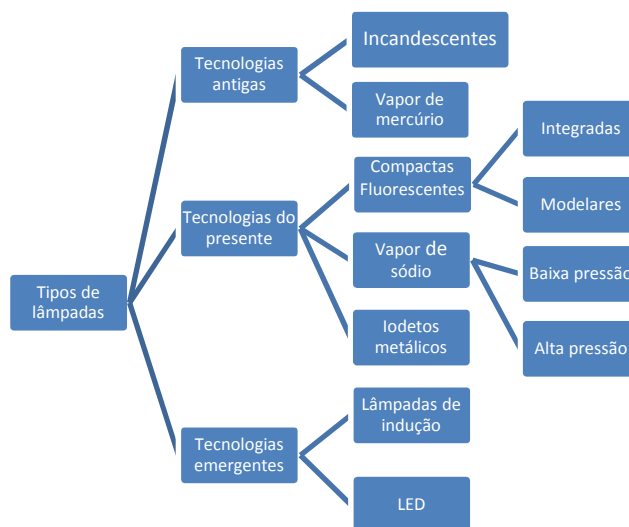 Tipos de
lâmpadas
Tecnologias
antigas
Incandescentes
Vapor de
mercúrio
Tecnologias do
presente
Compactas
Fluorescentes
Integradas
Modelares
Vapor de
sódio
Baixa pressão
Alta pressão
Iodetos
metálicos
Tecnologias
emergentes
Lâmpadas de
indução
LED